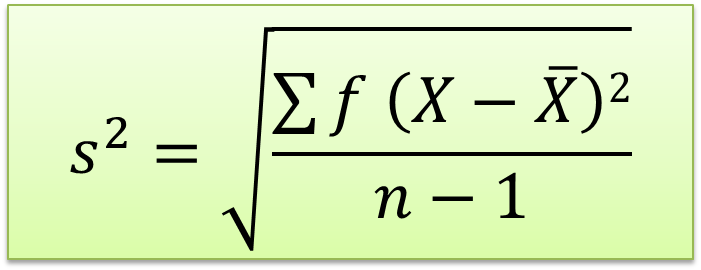 s² = √(∑ f (X − X̄)² / n − 1)